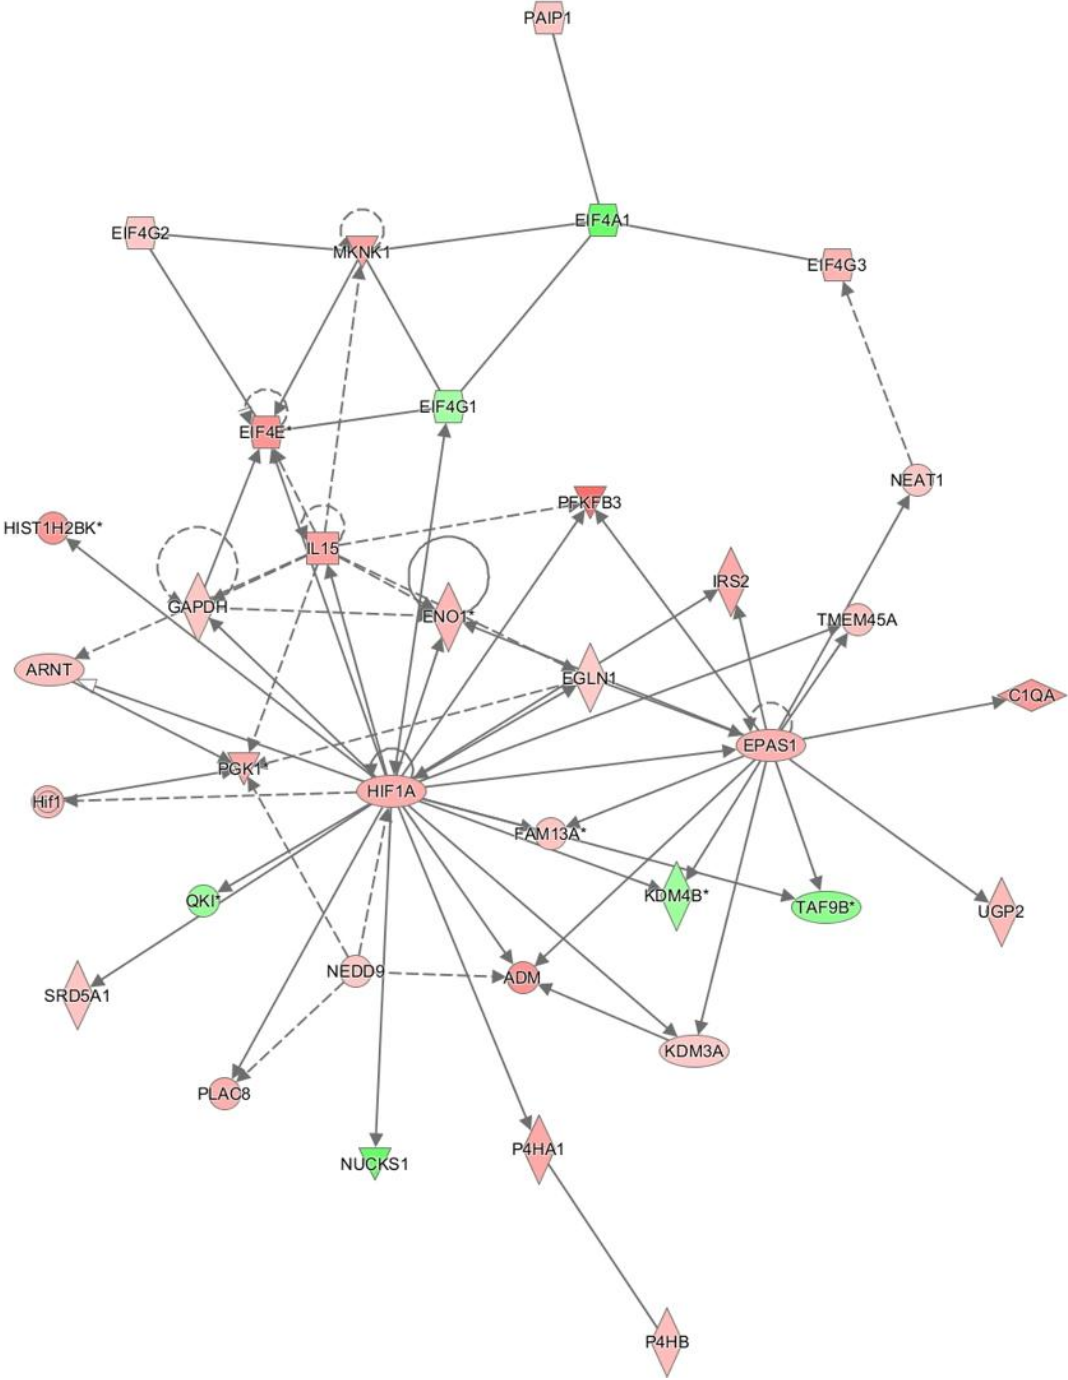 PAIP1
EIF4A1
EIF4G2
MKNK1
EIF4G3
EIF4G1
EIF4E*
NEAT1
PFKFB3
HIST1H2BK*
IL15
IRS2
GAPDH
ENO1*
TMEM45A
ARNT
EGLN1
C1QA
EPAS1
PGK1*
HIF1A
Hif1
FAM13A*
KDM4B*
QKI*
TAF9B*
UGP2
NEDD9
ADM
SRD5A1
KDM3A
PLAC8
P4HA1
NUCKS1
P4HB